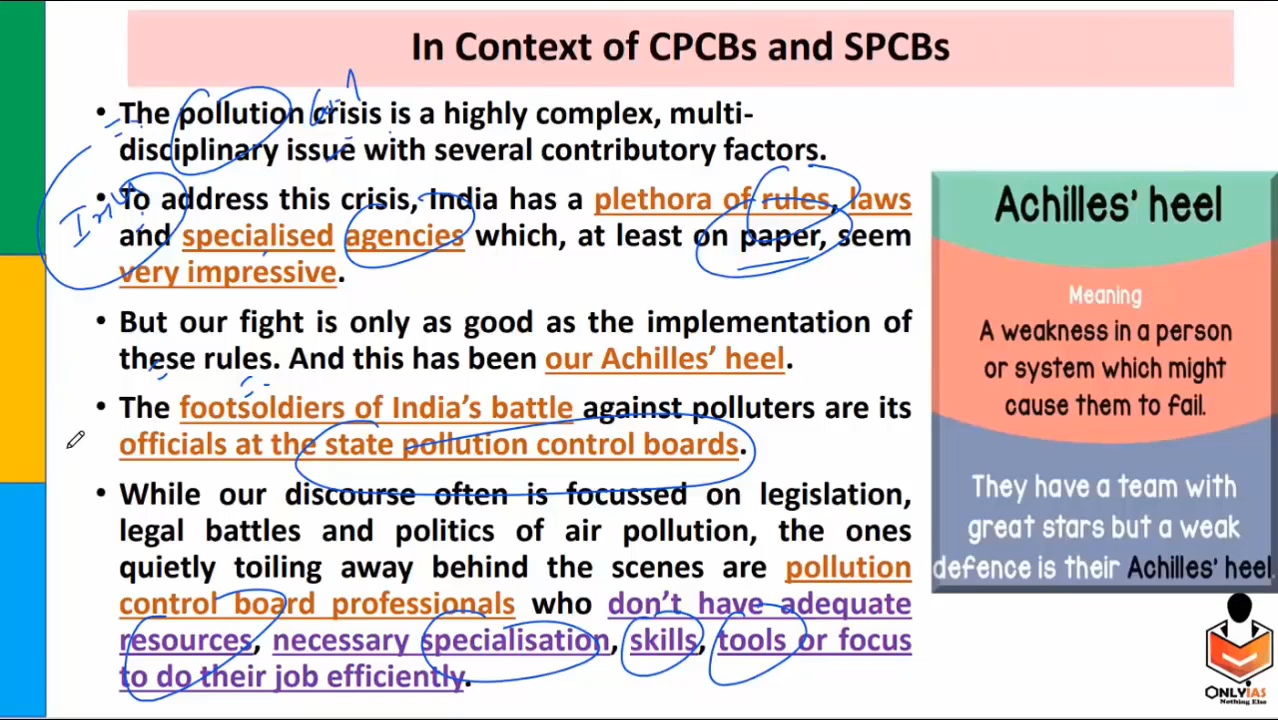 In Context of CPCBs and SPCBs
• The pollution crisis is a highly complex, multi-
disciplinary issue with several contributory factors.
• To address this crisis, India has a plethora of rules, laws
and specialised agencies which, at least on paper, seem
very impressive.
• But our fight is only as good as the implementation of
these rules. And this has been our Achilles’ heel.
• The footsoldiers of India’s battle against polluters are its
officials at the state pollution control boards.
• While our discourse often is focussed on legislation,
legal battles and politics of air pollution, the ones
quietly toiling away behind the scenes are pollution
control board professionals who don’t have adequate
resources, necessary specialisation, skills, tools or focus
to do their job efficiently.
Achilles’ heel
Meaning
A weakness in a person
or system which might
cause them to fail.
They have a team with
great stars but a weak
defence is their Achilles’ heel
ONLYIAS
Nothing Else